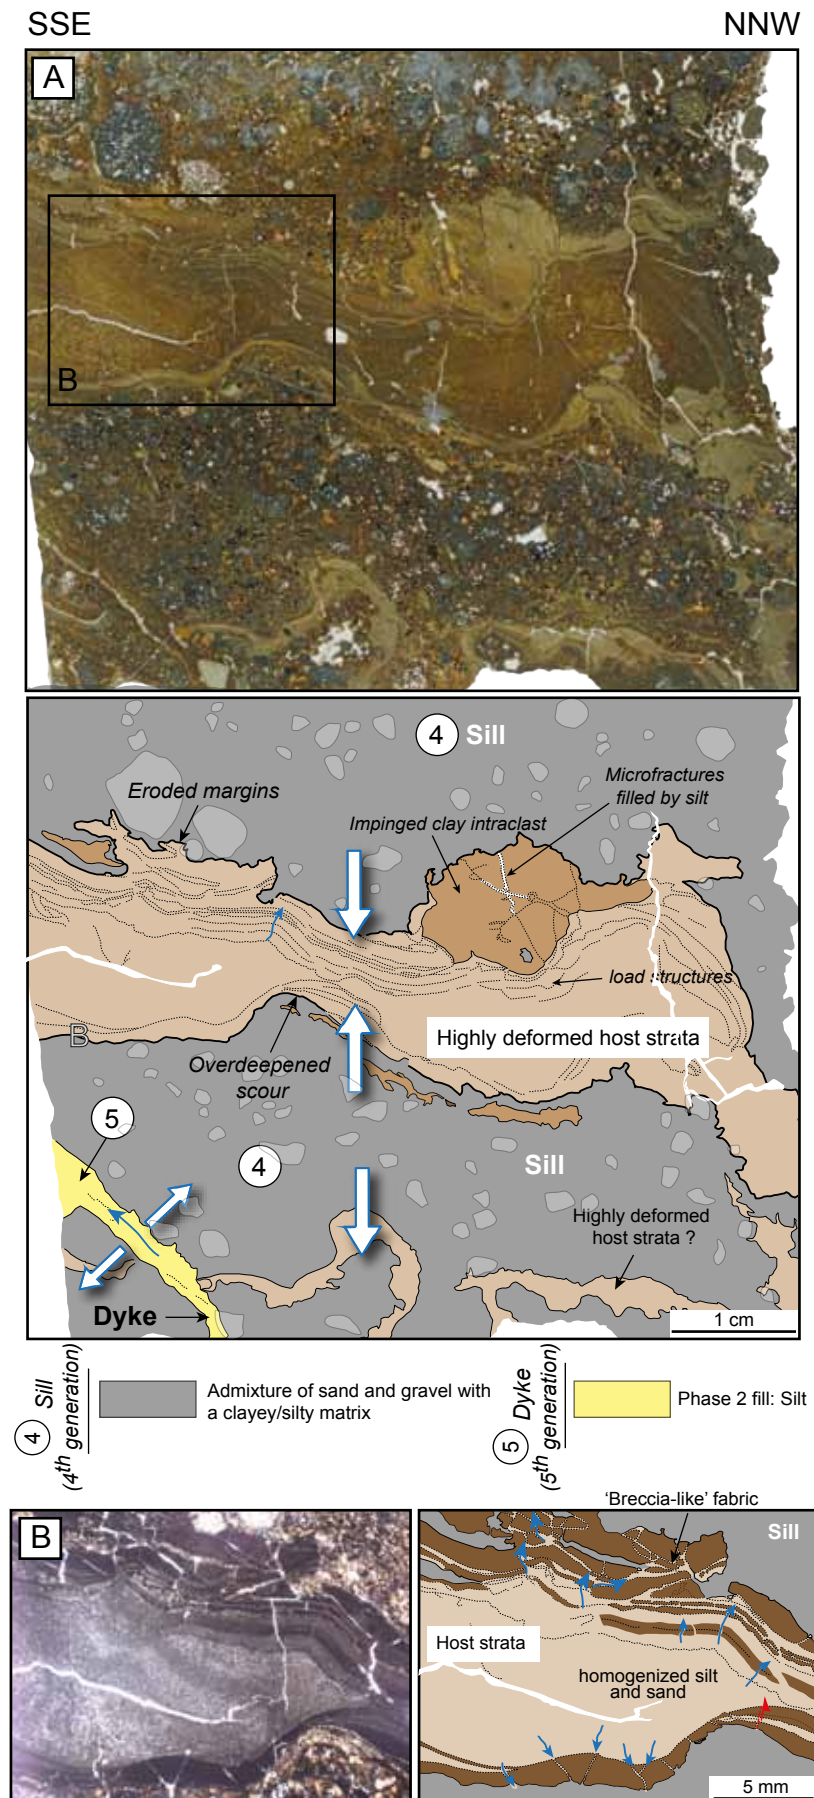 SSE
NNW
A
B
4 Sill
Eroded margins
Microfractures
filled by silt
Impinged clay intraclast
load structures
B
Highly deformed host strata
Overdeepened
scour
5
4
Sill
Highly deformed
host strata ?
Dyke
1 cm
4 Sill
(4th generation)
Admixture of sand and gravel with
a clayey/silty matrix
5 Dyke
(5th generation)
Phase 2 fill: Silt
B
'Breccia-like' fabric
Sill
Host strata
homogenized silt
and sand
5 mm